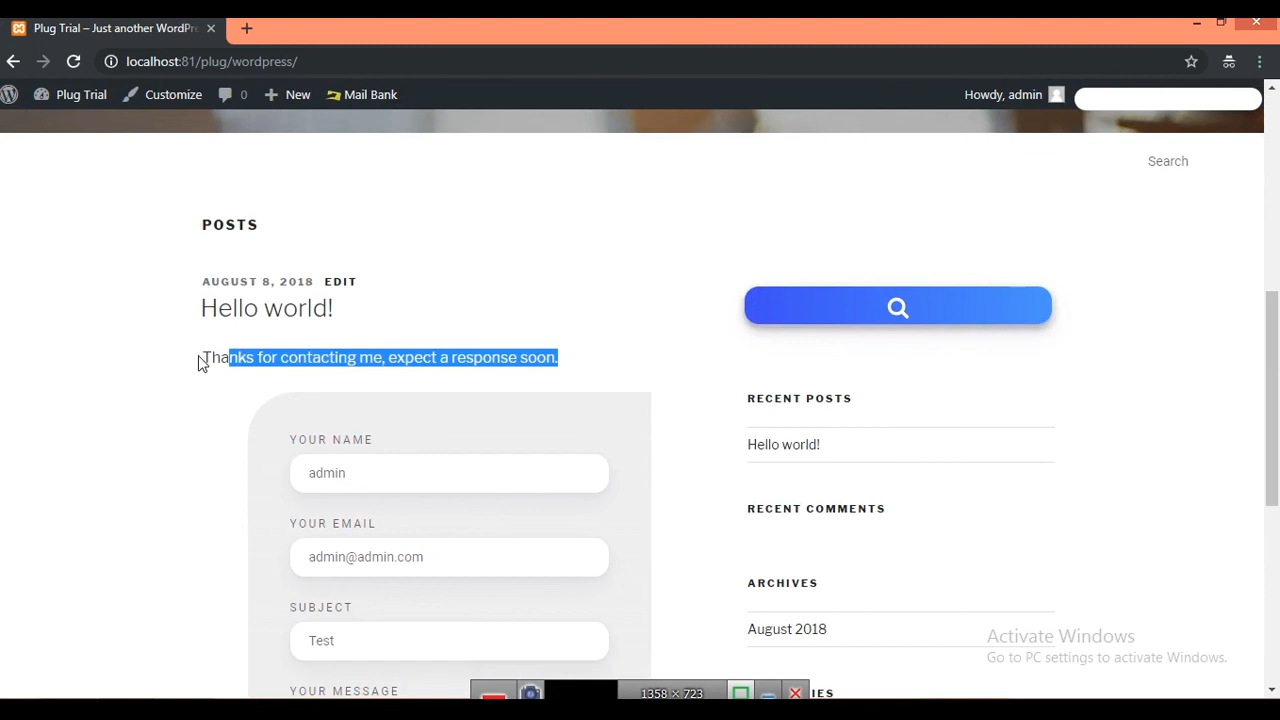 Plug Trial – Just another WordPr
localhost:81/plug/wordpress/
Plug Trial Customize 0 New Mail Bank Howdy, admin
Search
POSTS
AUGUST 8, 2018 EDIT
Hello world!
Thanks for contacting me, expect a response soon.
YOUR NAME
admin
YOUR EMAIL
admin@admin.com
SUBJECT
Test
YOUR MESSAGE
RECENT POSTS
Hello world!
RECENT COMMENTS
ARCHIVES
August 2018
IES
Activate Windows
Go to PC settings to activate Windows.
1358 × 723